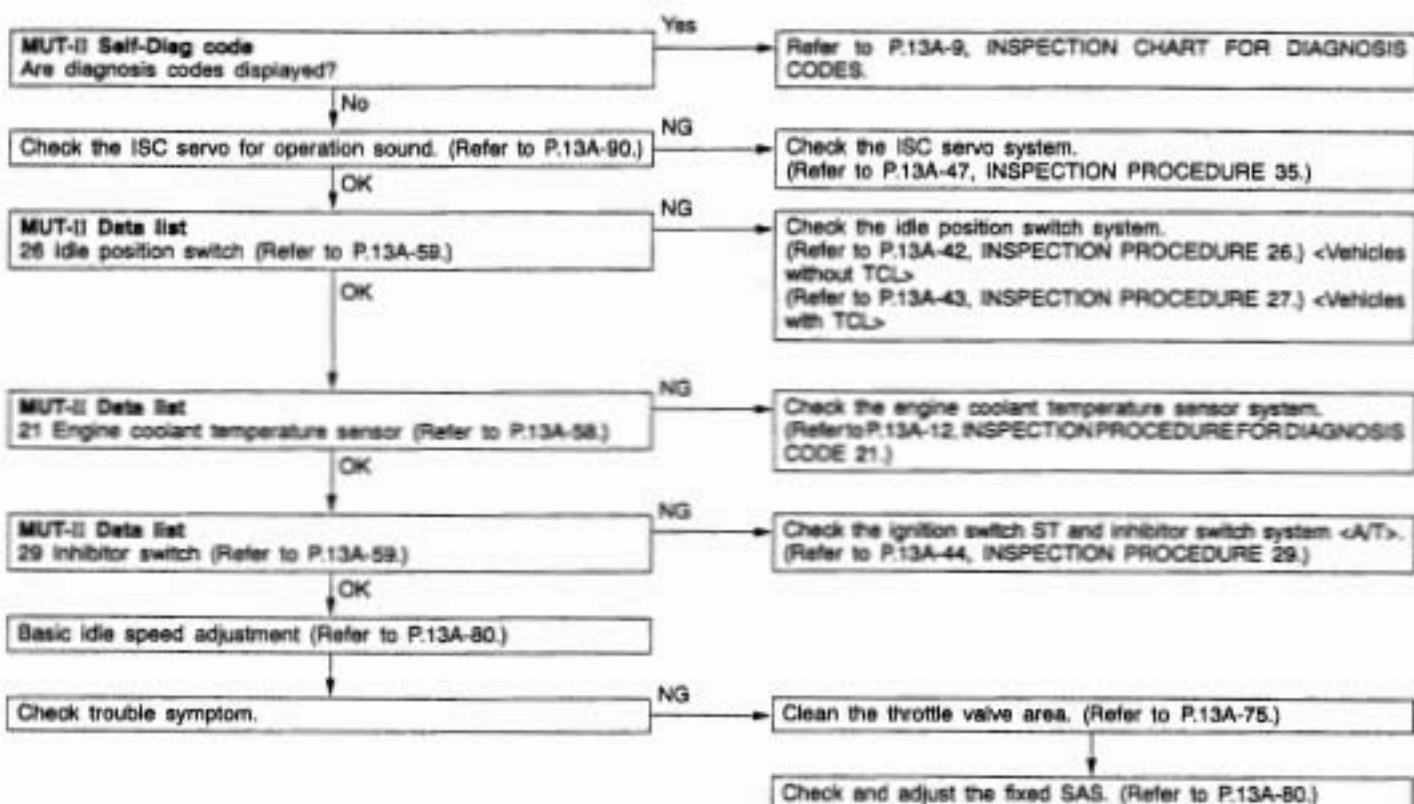 MUT-II Self-Diag code
Are diagnosis codes displayed?
Yes
Refer to P.13A-9, INSPECTION CHART FOR DIAGNOSIS
CODES.
No
Check the ISC servo for operation sound. (Refer to P.13A-90.)
NG
Check the ISC servo system.
(Refer to P.13A-47, INSPECTION PROCEDURE 35.)
OK
MUT-II Data list
26 Idle position switch (Refer to P.13A-59.)
NG
Check the idle position switch system.
(Refer to P.13A-42, INSPECTION PROCEDURE 26.) <Vehicles
without TCL>
(Refer to P.13A-43, INSPECTION PROCEDURE 27.) <Vehicles
with TCL>
OK
MUT-II Data list
21 Engine coolant temperature sensor (Refer to P.13A-58.)
NG
Check the engine coolant temperature sensor system.
(Refer to P.13A-12, INSPECTION PROCEDURE FOR DIAGNOSIS
CODE 21.)
OK
MUT-II Data list
29 Inhibitor switch (Refer to P.13A-59.)
NG
Check the ignition switch ST and inhibitor switch system <A/T>.
(Refer to P.13A-44, INSPECTION PROCEDURE 29.)
OK
Basic idle speed adjustment (Refer to P.13A-80.)
Check trouble symptom.
NG
Clean the throttle valve area. (Refer to P.13A-75.)
Check and adjust the fixed SAS. (Refer to P.13A-80.)